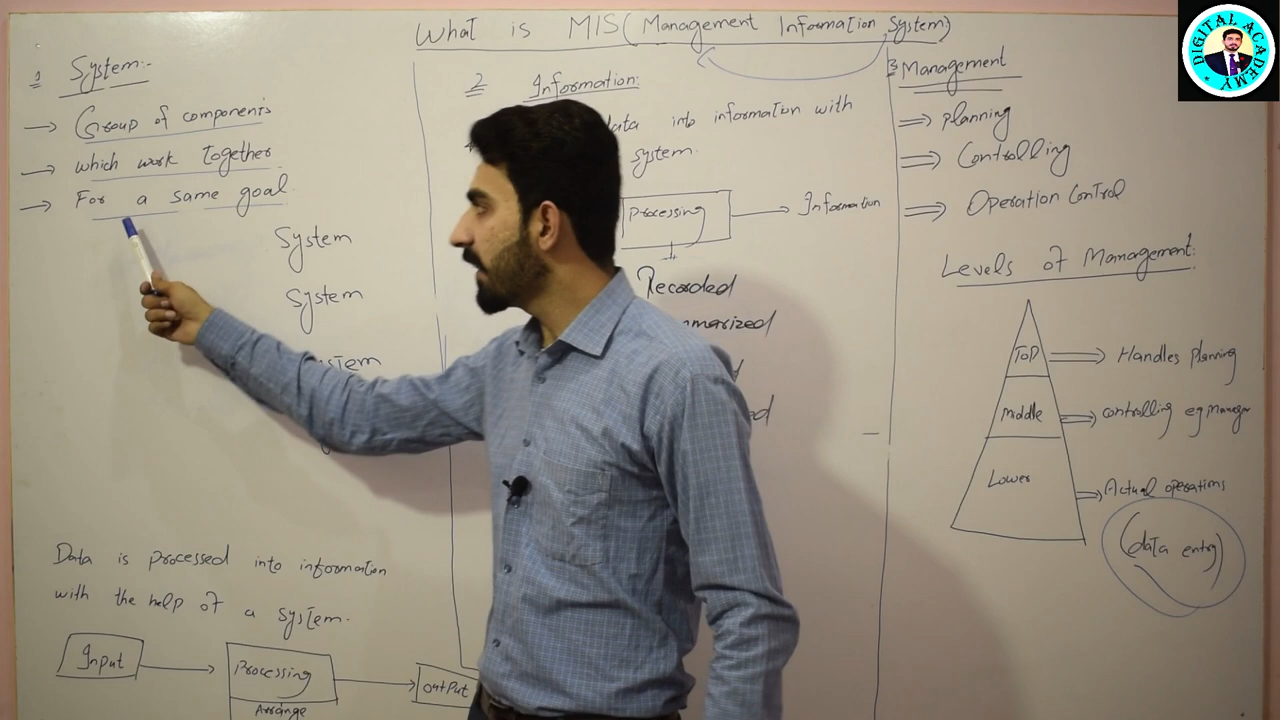 What is MIS (Management Information System)
DIGITAL ACADEMY
1 System:-
→ Group of components
→ which work together
→ For a same goal
System
System
System
Data is processed into information
with the help of a system.
Input → Processing → output
Arrange
2 Information:
data into information with
system.
Processing → Information
Recorded
3 Management
⇒ planning
⇒ Controlling
⇒ Operation Control
Levels of Management:
Top ⇒ Handles planning
Middle ⇒ controlling eg Manager
Lower ⇒ Actual operations
(data entry)